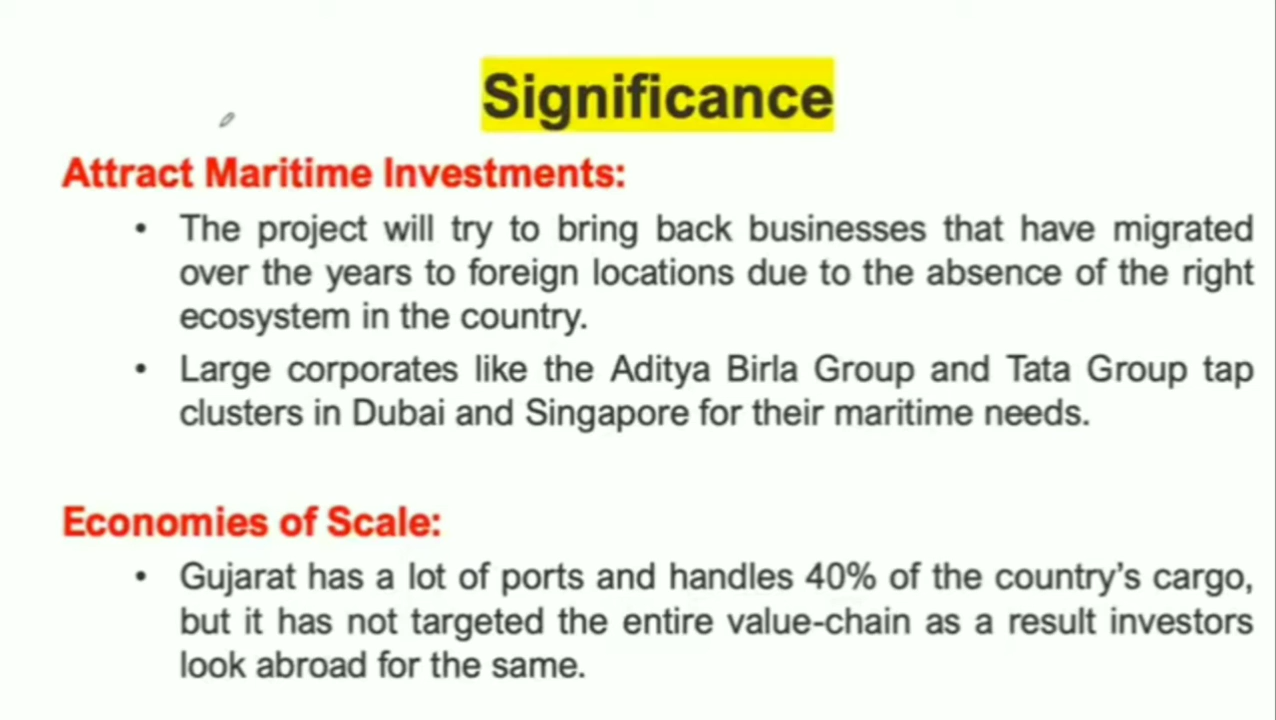 Significance
Attract Maritime Investments:
• The project will try to bring back businesses that have migrated
over the years to foreign locations due to the absence of the right
ecosystem in the country.
• Large corporates like the Aditya Birla Group and Tata Group tap
clusters in Dubai and Singapore for their maritime needs.
Economies of Scale:
• Gujarat has a lot of ports and handles 40% of the country's cargo,
but it has not targeted the entire value-chain as a result investors
look abroad for the same.